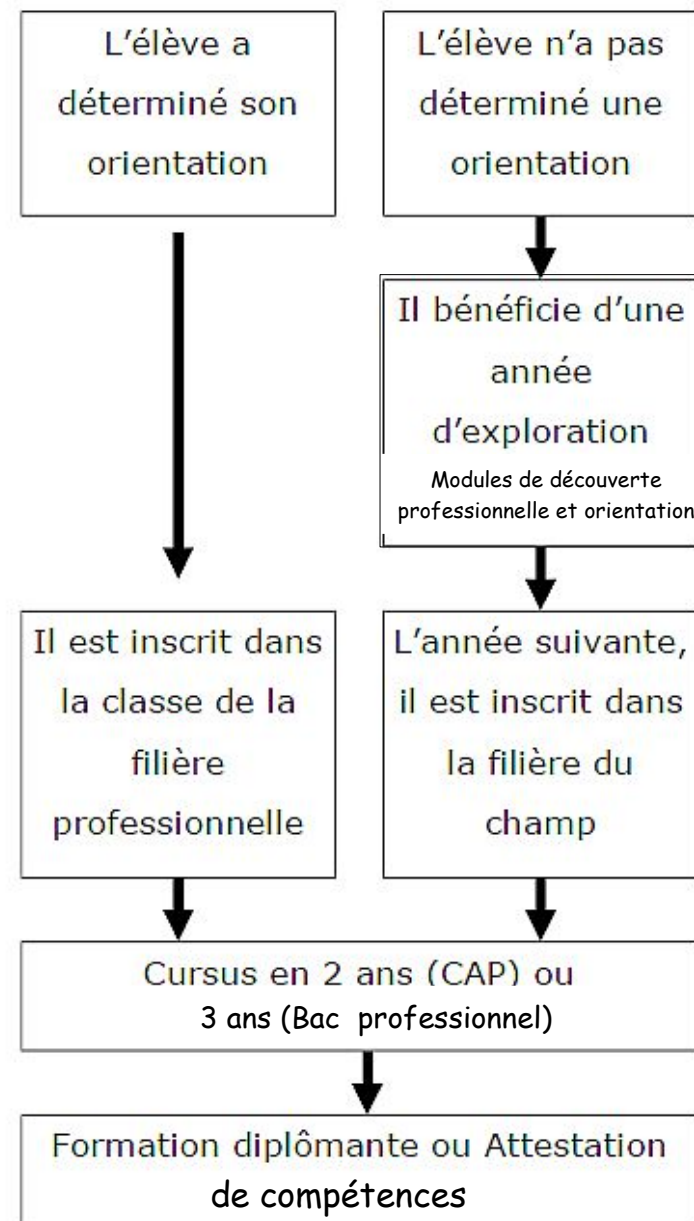 L'élève a
déterminé son
orientation
L'élève n'a pas
déterminé une
orientation
Il bénéficie d'une
année
d'exploration
Modules de découverte
professionnelle et orientation
Il est inscrit dans
la classe de la
filière
professionnelle
L'année suivante,
il est inscrit dans
la filière du
champ
Cursus en 2 ans (CAP) ou
3 ans (Bac professionnel)
Formation diplômante ou Attestation
de compétences